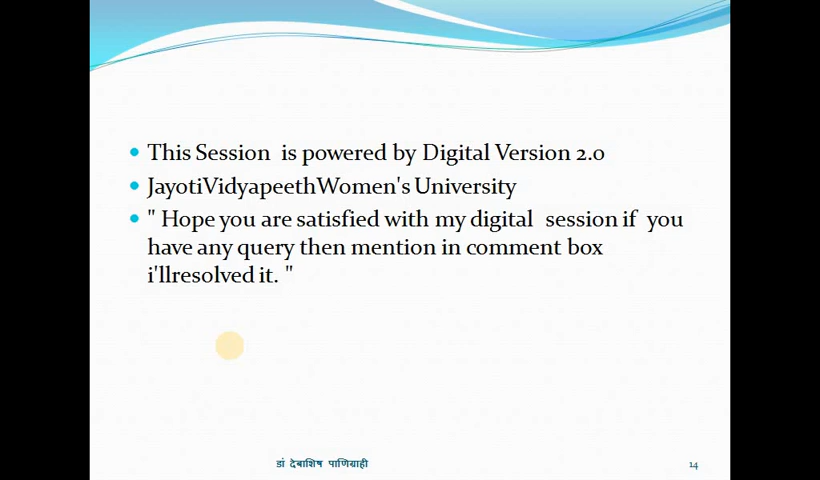 This Session is powered by Digital Version 2.0
JayotiVidyapeethWomen's University
" Hope you are satisfied with my digital session if you
have any query then mention in comment box
i'llresolved it. "
डां देबाशिष पाणिग्राही
14